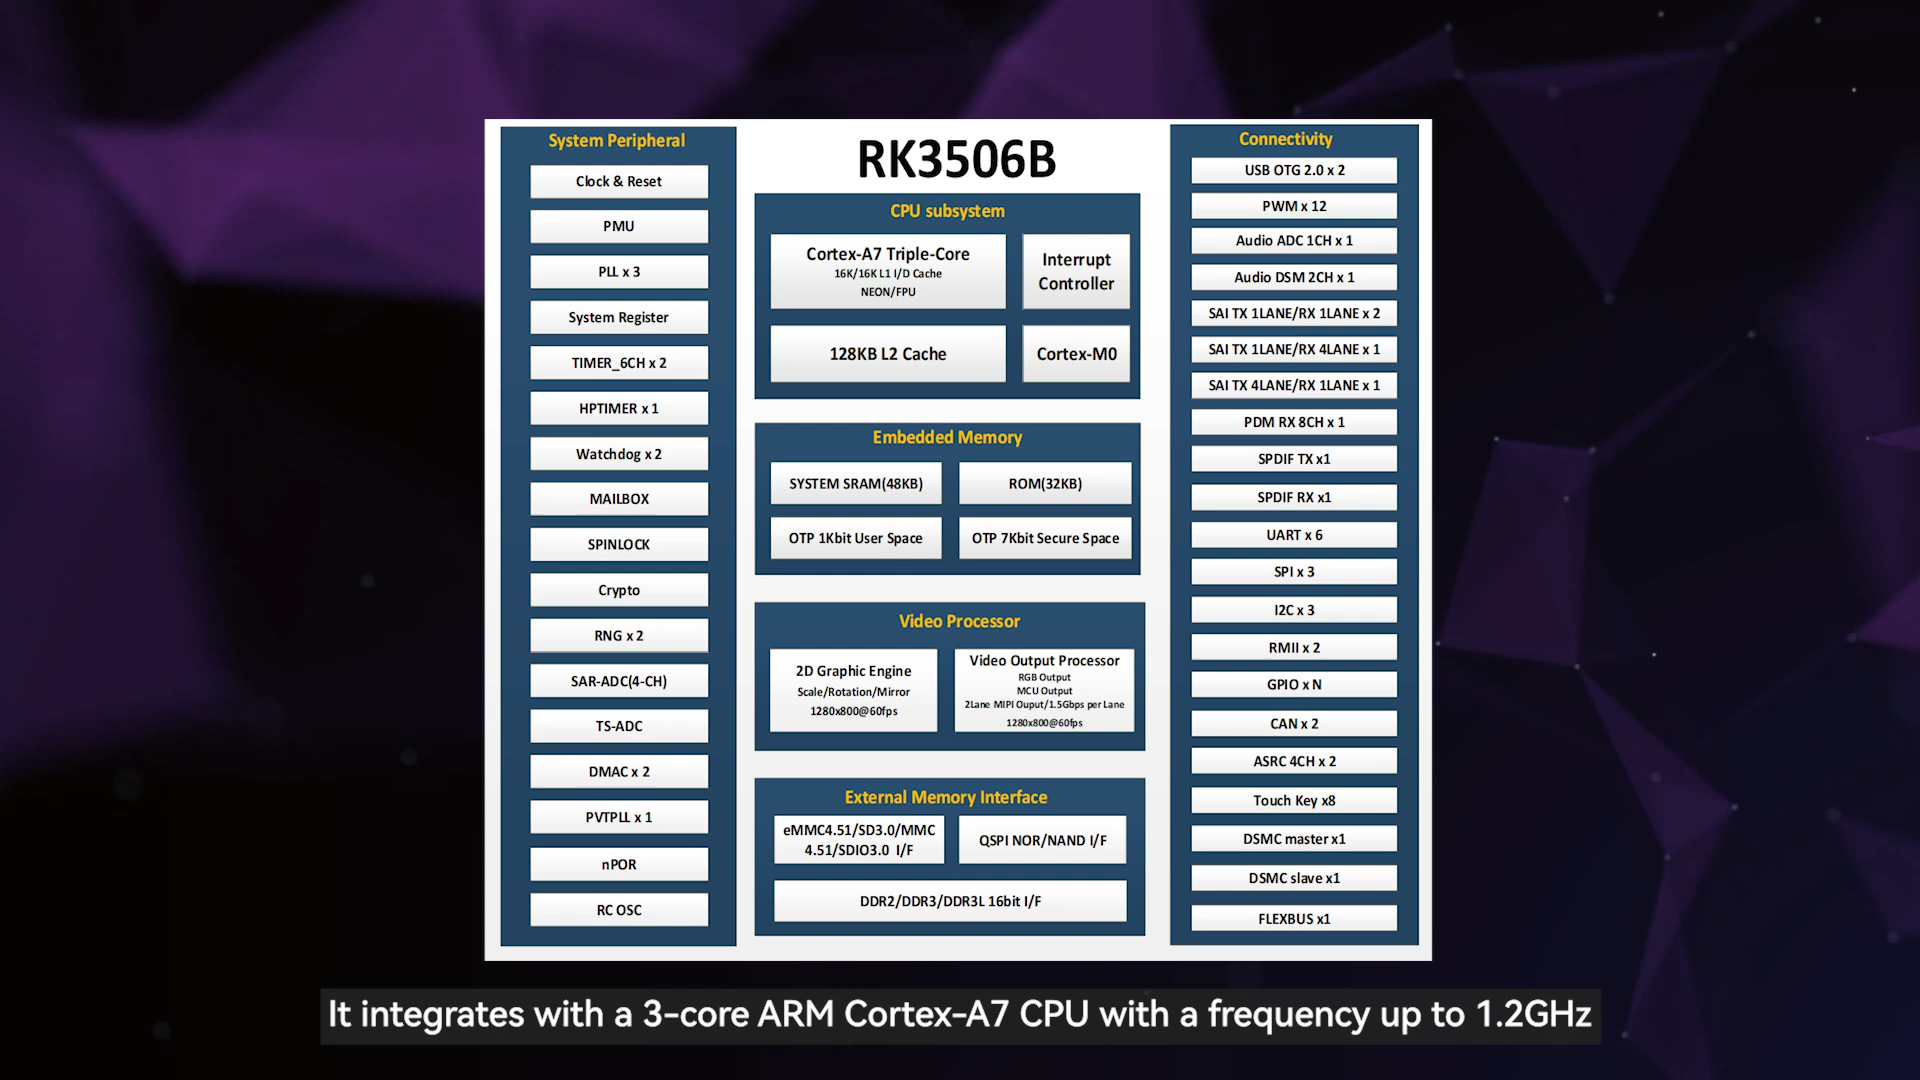 System Peripheral
Clock & Reset
PMU
PLL x 3
System Register
TIMER_6CH x 2
HPTIMER x 1
Watchdog x 2
MAILBOX
SPINLOCK
Crypto
RNG x 2
SAR-ADC(4-CH)
TS-ADC
DMAC x 2
PVTPLL x 1
nPOR
RC OSC
RK3506B
CPU subsystem
Cortex-A7 Triple-Core
16K/16K L1 I/D Cache
NEON/FPU
Interrupt
Controller
128KB L2 Cache
Cortex-M0
Embedded Memory
SYSTEM SRAM(48KB)
ROM(32KB)
OTP 1Kbit User Space
OTP 7Kbit Secure Space
Video Processor
2D Graphic Engine
Scale/Rotation/Mirror
1280x800@60fps
Video Output Processor
RGB Output
MCU Output
2Lane MIPI Ouput/1.5Gbps per Lane
1280x800@60fps
External Memory Interface
eMMC4.51/SD3.0/MMC
4.51/SDIO3.0 I/F
QSPI NOR/NAND I/F
DDR2/DDR3/DDR3L 16bit I/F
Connectivity
USB OTG 2.0 x 2
PWM x 12
Audio ADC 1CH x 1
Audio DSM 2CH x 1
SAI TX 1LANE/RX 1LANE x 2
SAI TX 1LANE/RX 4LANE x 1
SAI TX 4LANE/RX 1LANE x 1
PDM RX 8CH x 1
SPDIF TX x1
SPDIF RX x1
UART x 6
SPI x 3
I2C x 3
RMII x 2
GPIO x N
CAN x 2
ASRC 4CH x 2
Touch Key x8
DSMC master x1
DSMC slave x1
FLEXBUS x1
It integrates with a 3-core ARM Cortex-A7 CPU with a frequency up to 1.2GHz